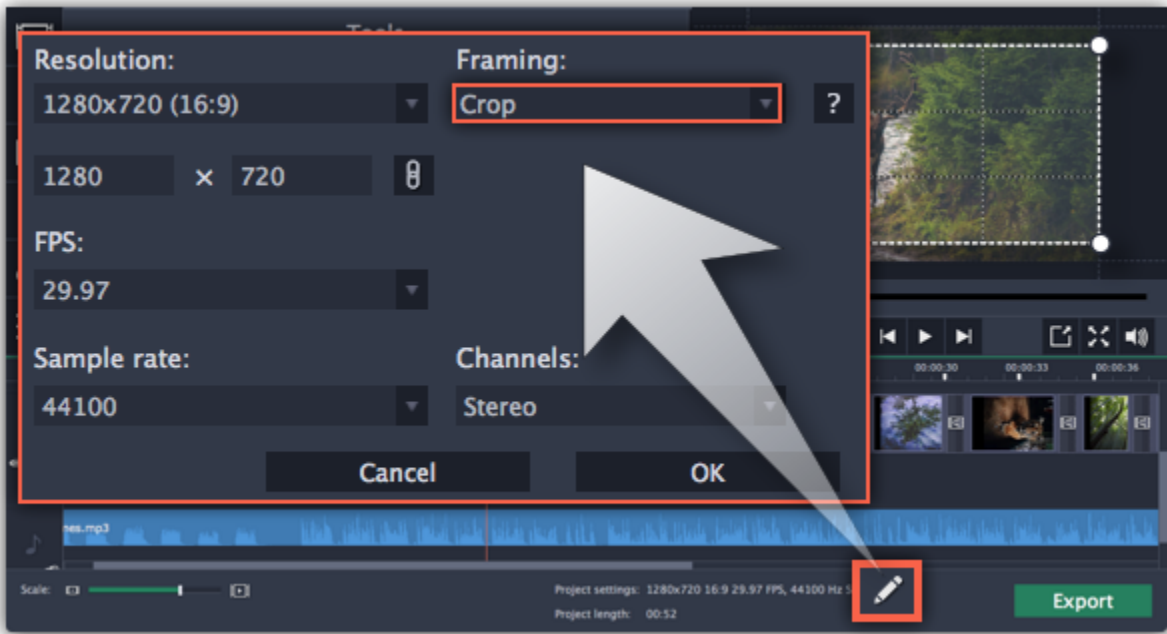 Tools
Resolution:
Framing:
1280x720 (16:9)
Crop
?
1280
×
720
FPS:
29.97
Sample rate:
Channels:
44100
Stereo
Cancel
OK
00:00:30
00:00:33
00:00:36
nes.mp3
Scale:
Project settings: 1280x720 16:9 29.97 FPS, 44100 Hz S
Project length: 00:52
Export